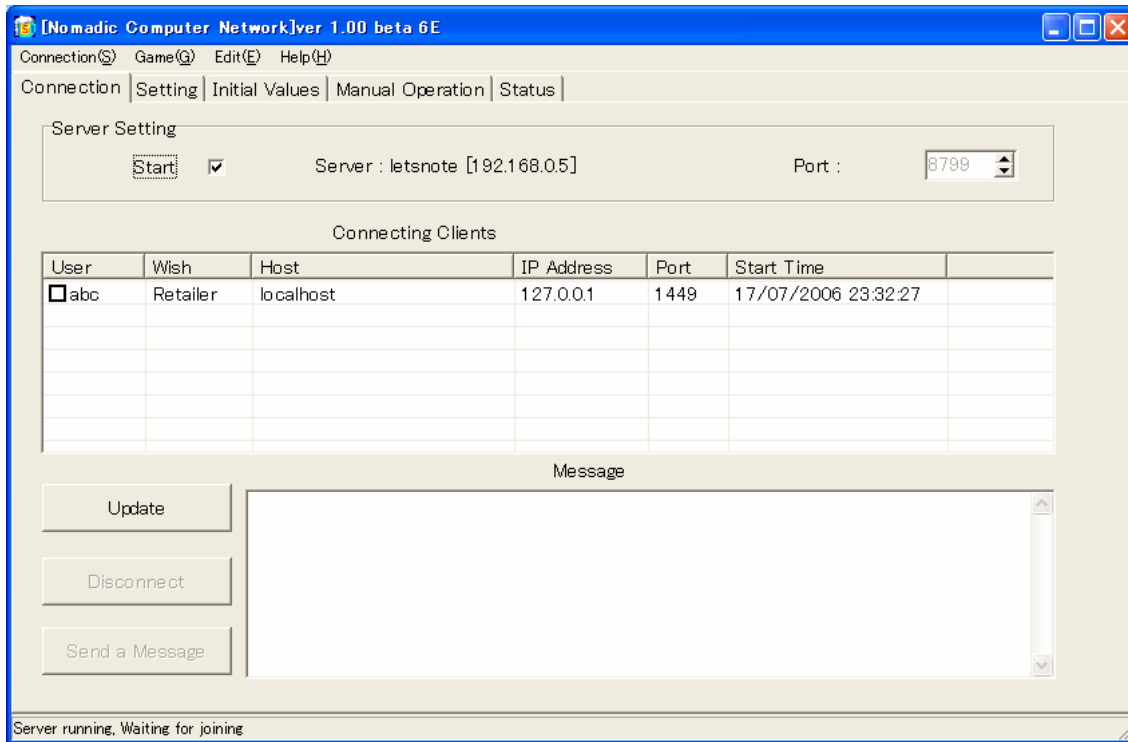 [Nomadic Computer Network]ver 1.00 beta 6E
Connection(S) Game(G) Edit(E) Help(H)
Connection Setting Initial Values Manual Operation Status
Server Setting
Start Server : letsnote [192.168.0.5] Port : 8799
Connecting Clients
User Wish Host IP Address Port Start Time
abc Retailer localhost 127.0.0.1 1449 17/07/2006 23:32:27
Message
Update
Disconnect
Send a Message
Server running, Waiting for joining